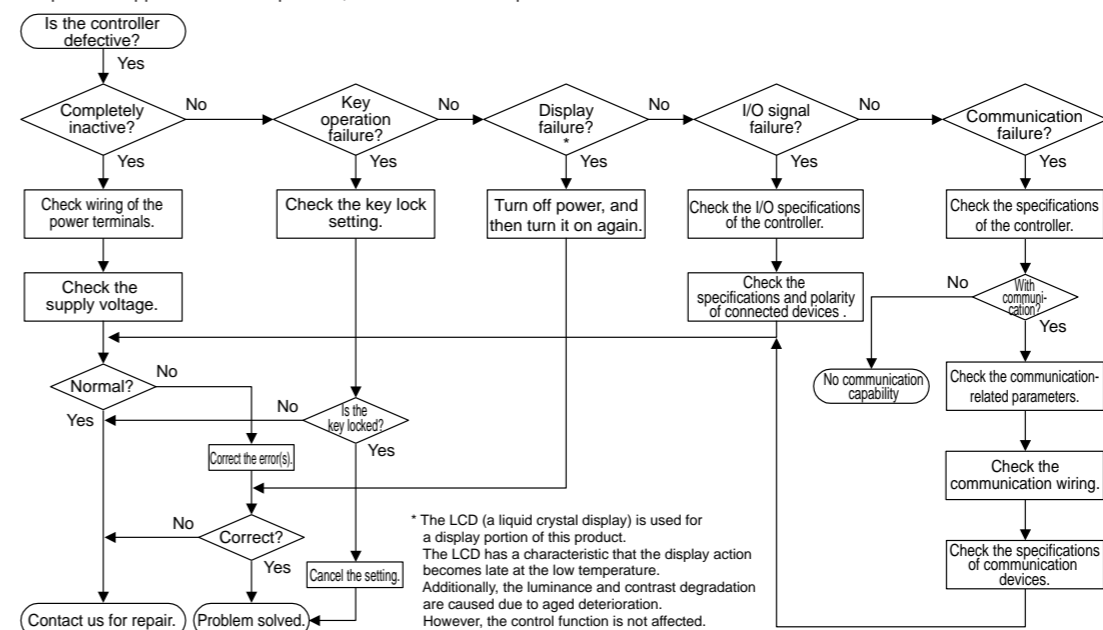 Is the controller
defective?
Yes
Completely
inactive?
No
Key
operation
failure?
No
Display
failure?
*
No
I/O signal
failure?
No
Communication
failure?
Yes
Yes
Yes
Yes
Yes
Check wiring of the
power terminals.
Check the key lock
setting.
Turn off power, and
then turn it on again.
Check the I/O specifications
of the controller.
Check the specifications
of the controller.
Check the
supply voltage.
Check the
specifications and polarity
of connected devices .
No
With
communi-
cation?
Yes
Normal?
No
Yes
No communication
capability
Check the communication-
related parameters.
No
Is the
key locked?
Yes
Correct the error(s).
Check the
communication wiring.
No
Correct?
Yes
Cancel the setting.
* The LCD (a liquid crystal display) is used for
a display portion of this product.
The LCD has a characteristic that the display action
becomes late at the low temperature.
Additionally, the luminance and contrast degradation
are caused due to aged deterioration.
However, the control function is not affected.
Check the specifications
of communication
devices.
Contact us for repair.
Problem solved.